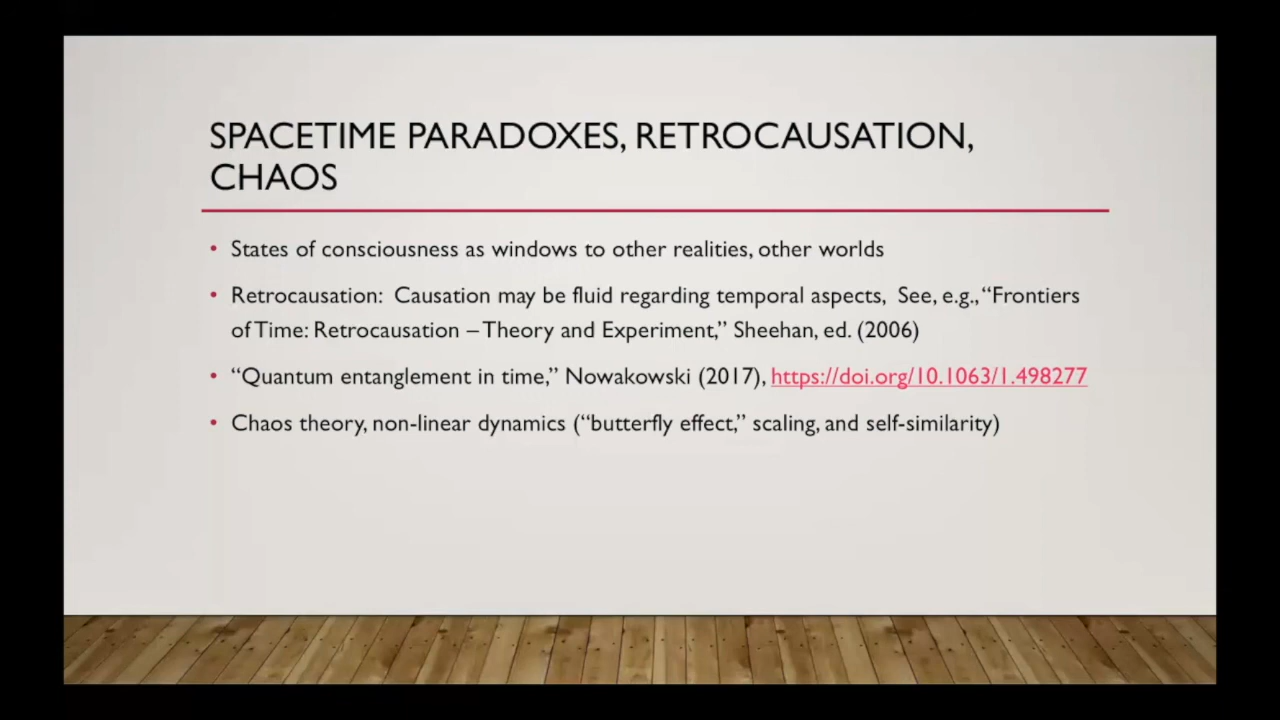 SPACETIME PARADOXES, RETROCAUSATION,
CHAOS
• States of consciousness as windows to other realities, other worlds
• Retrocausation:  Causation may be fluid regarding temporal aspects,  See, e.g., “Frontiers
of Time: Retrocausation – Theory and Experiment,” Sheehan, ed. (2006)
• “Quantum entanglement in time,” Nowakowski (2017), https://doi.org/10.1063/1.498277
• Chaos theory, non-linear dynamics (“butterfly effect,” scaling, and self-similarity)